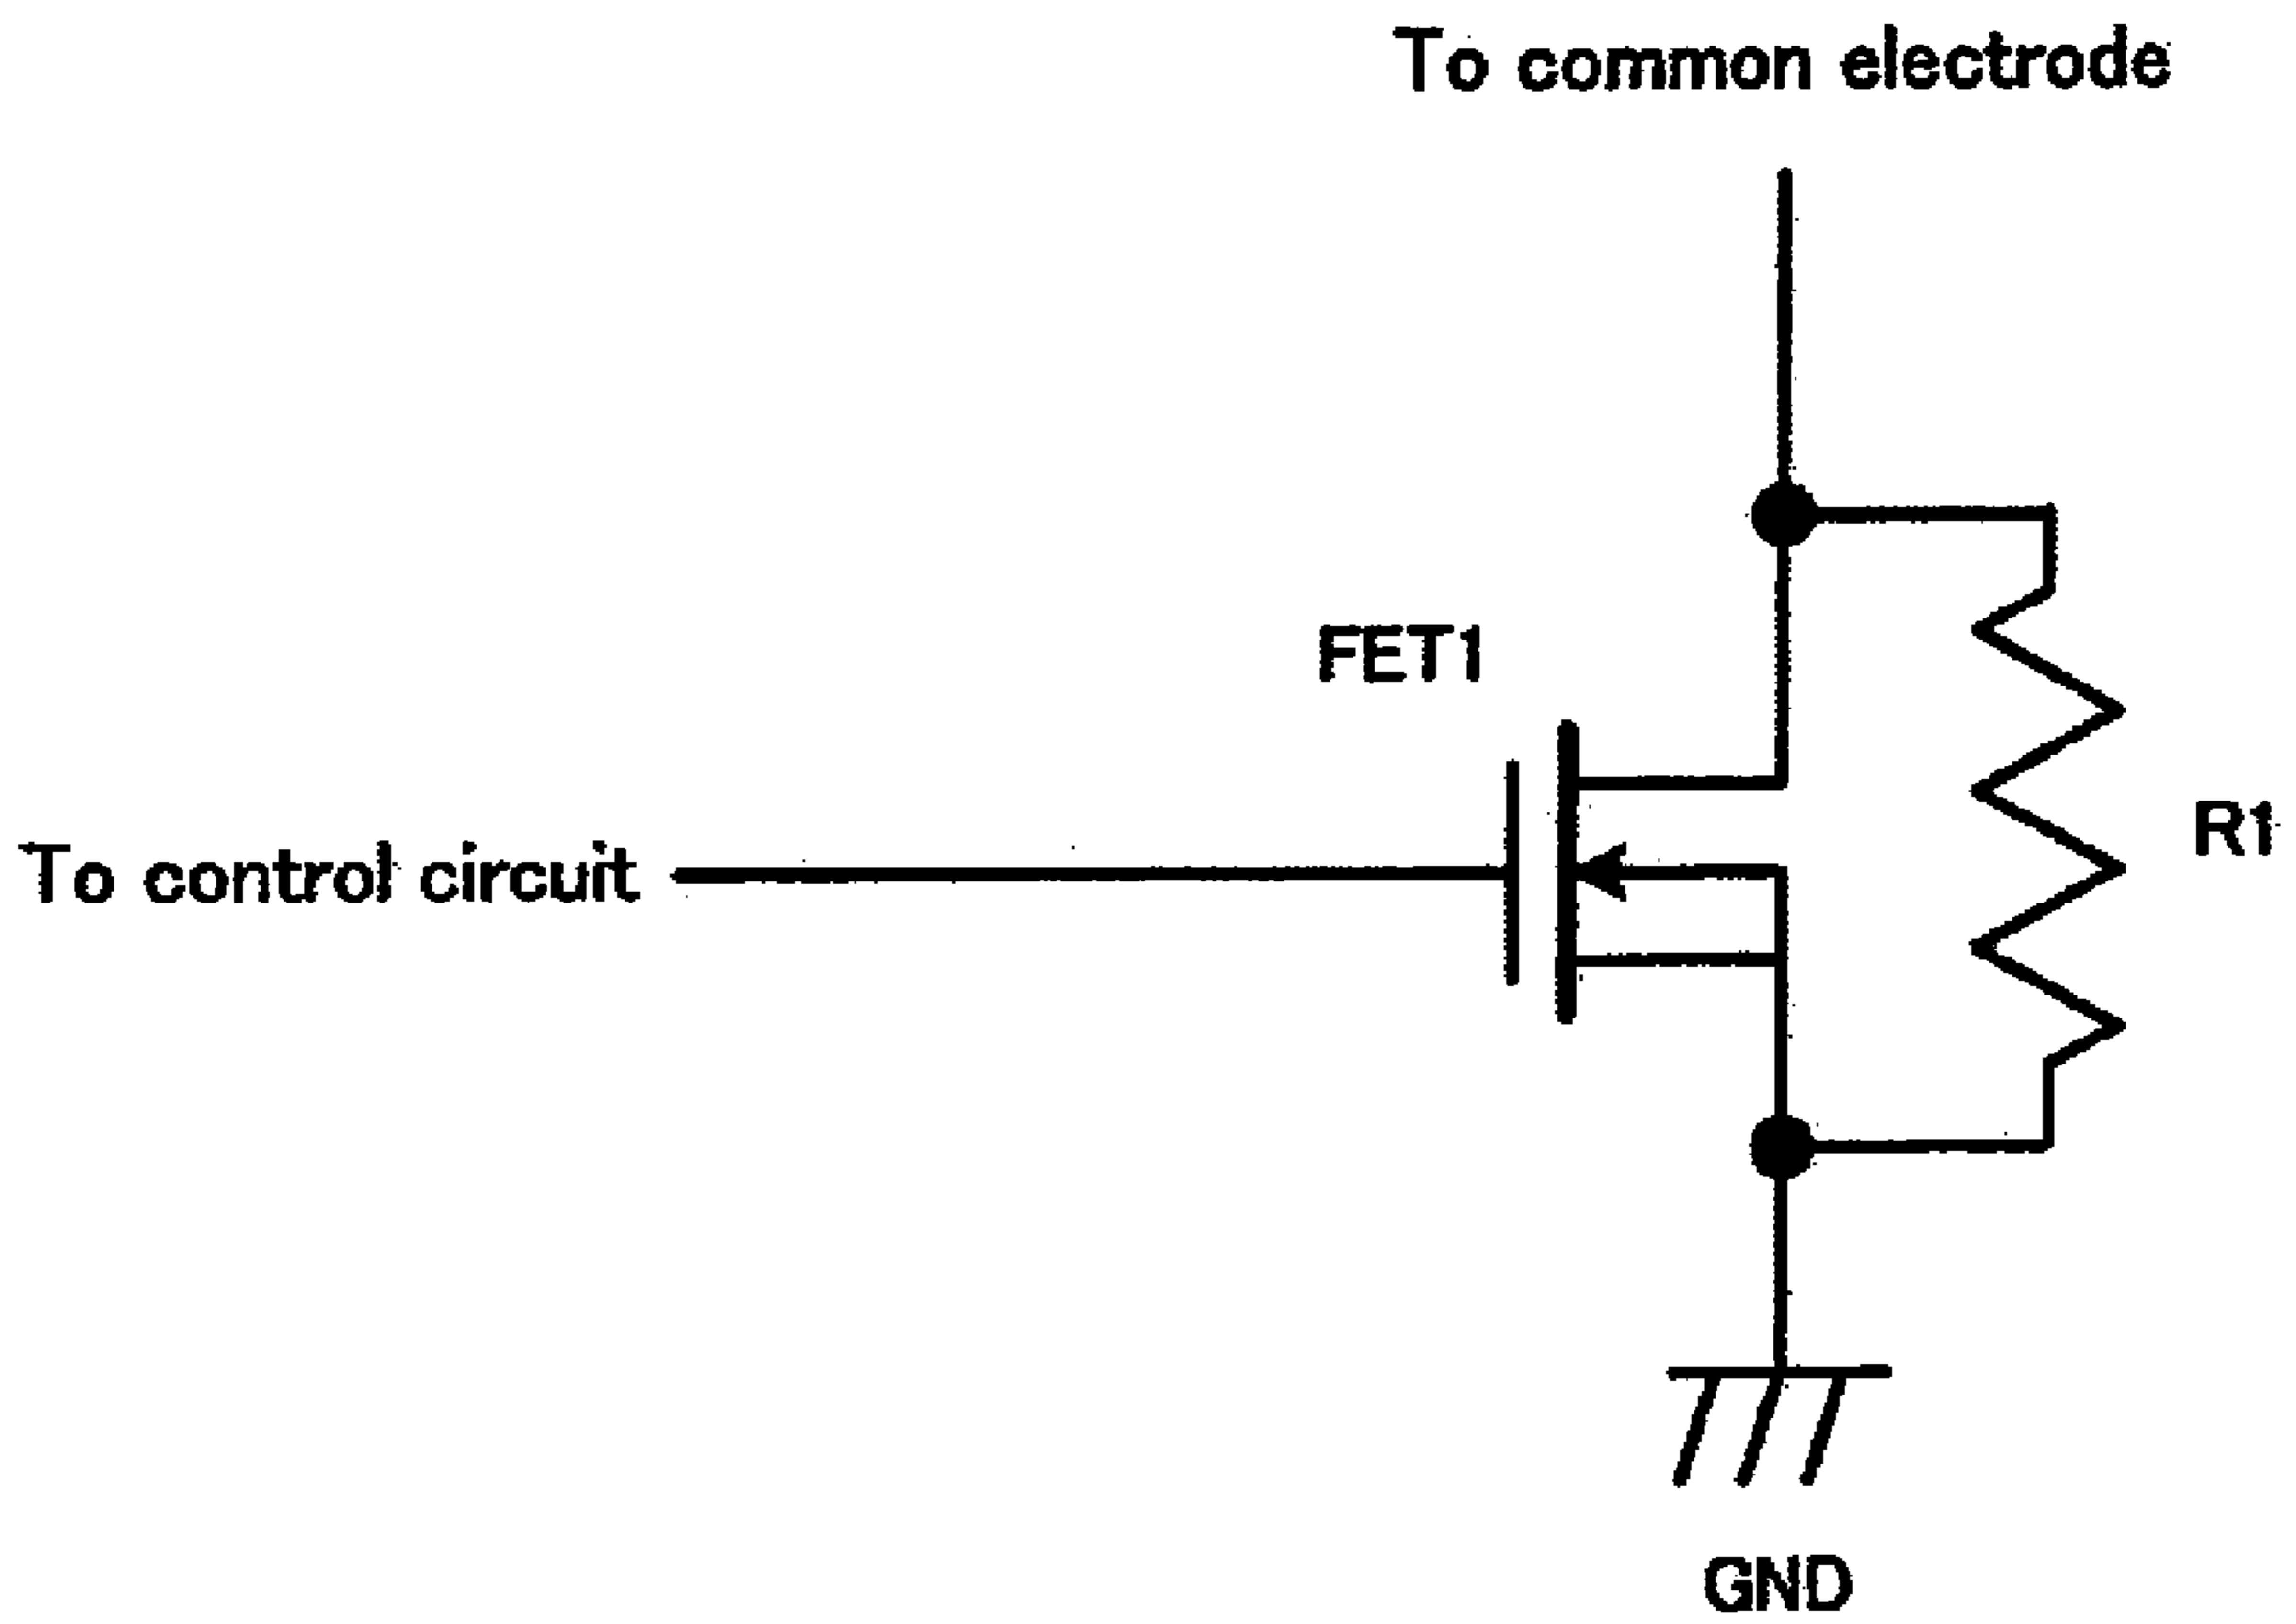 To common electrode
FET1
R1
To control circuit
GND